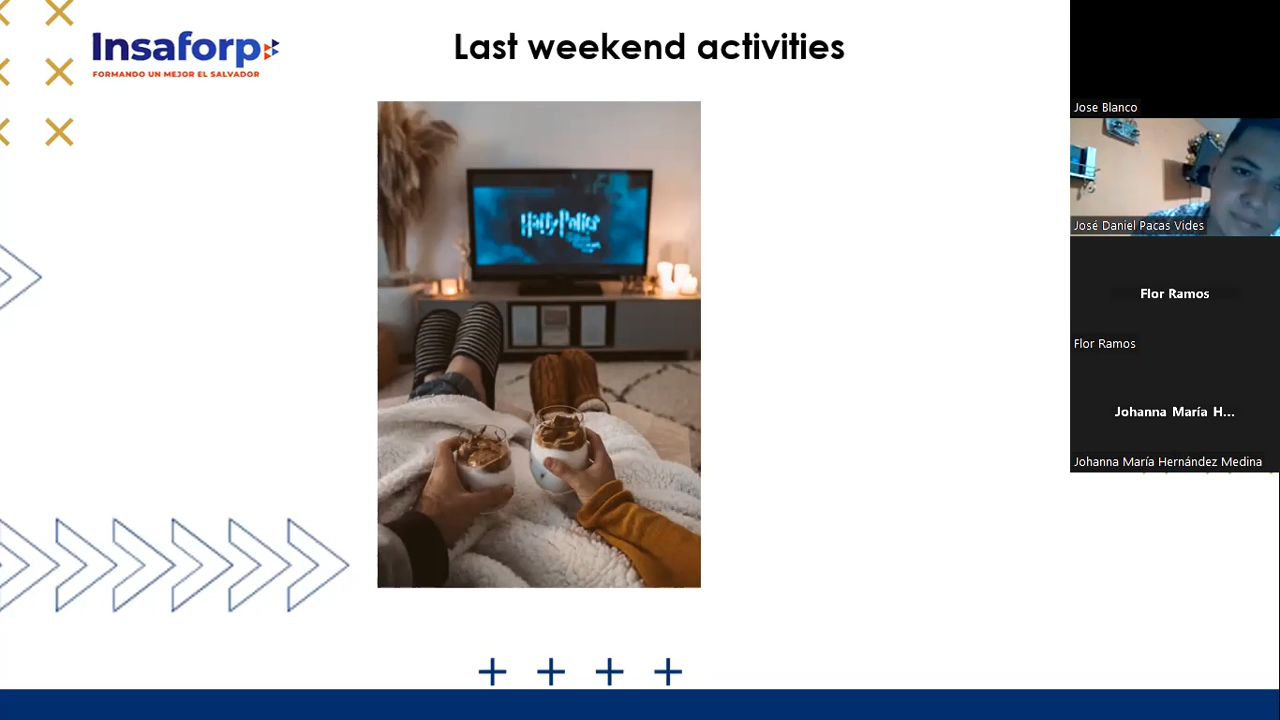 Insaforp
FORMANDO UN MEJOR EL SALVADOR
Last weekend activities
Harry Potter
Jose Blanco
José Daniel Pacas Vides
Flor Ramos
Flor Ramos
Johanna María H...
Johanna María Hernández Medina